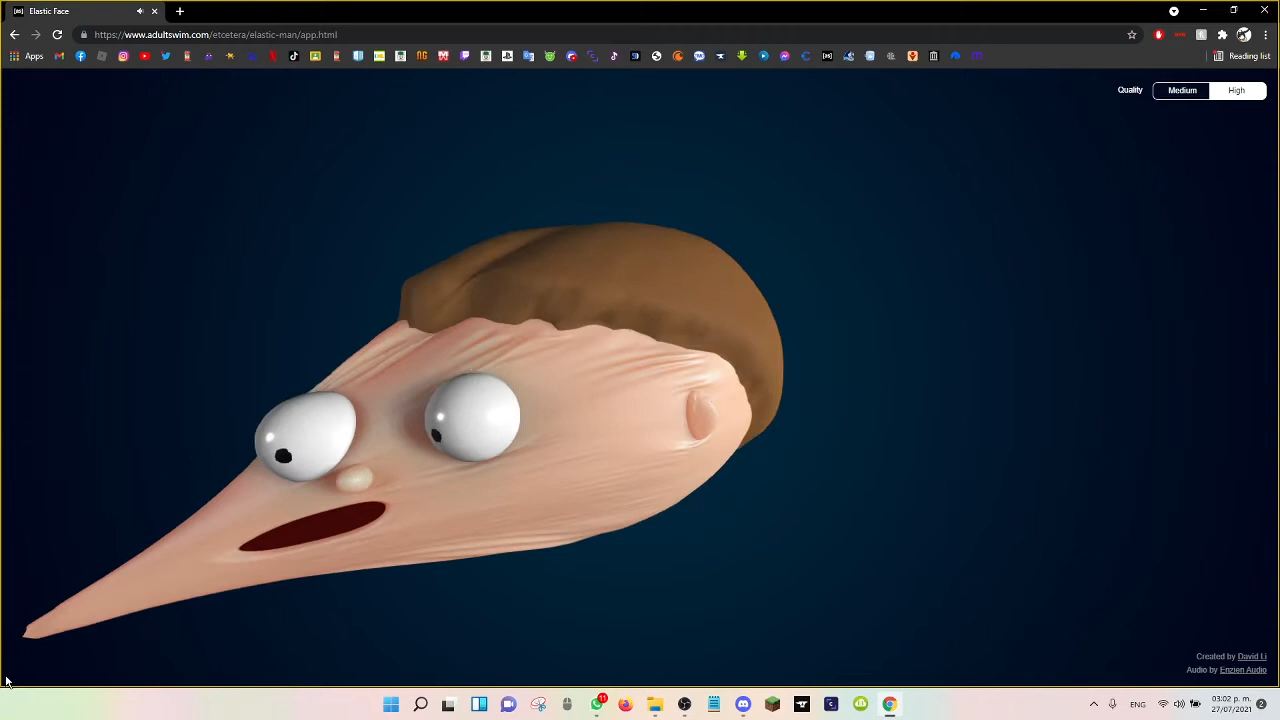 Elastic Face
https://www.adultswim.com/etcetera/elastic-man/app.html
Apps
Reading list
Quality Medium High
Created by David Li
Audio by Enzien Audio
11
ENG
03:02 p. m.
27/07/2021